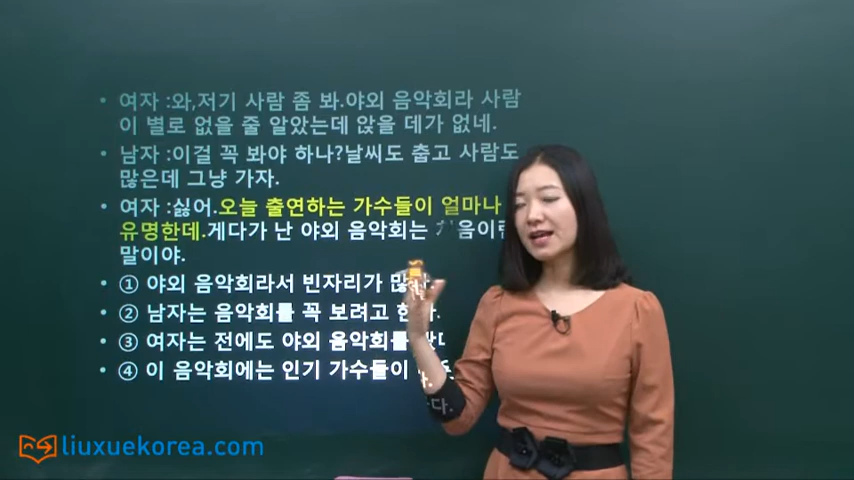 • 여자 :와,저기 사람 좀 봐.야외 음악회라 사람
이 별로 없을 줄 알았는데 앉을 데가 없네.
• 남자 :이걸 꼭 봐야 하나?날씨도 춥고 사람도
많은데 그냥 가자.
• 여자 :싫어.오늘 출연하는 가수들이 얼마나
유명한데.게다가 난 야외 음악회는
말이야.
• ① 야외 음악회라서 빈자리가
• ② 남자는 음악회를 꼭 보려고
• ③ 여자는 전에도 야외 음악회를
• ④ 이 음악회에는 인기 가수들이
liuxuekorea.com